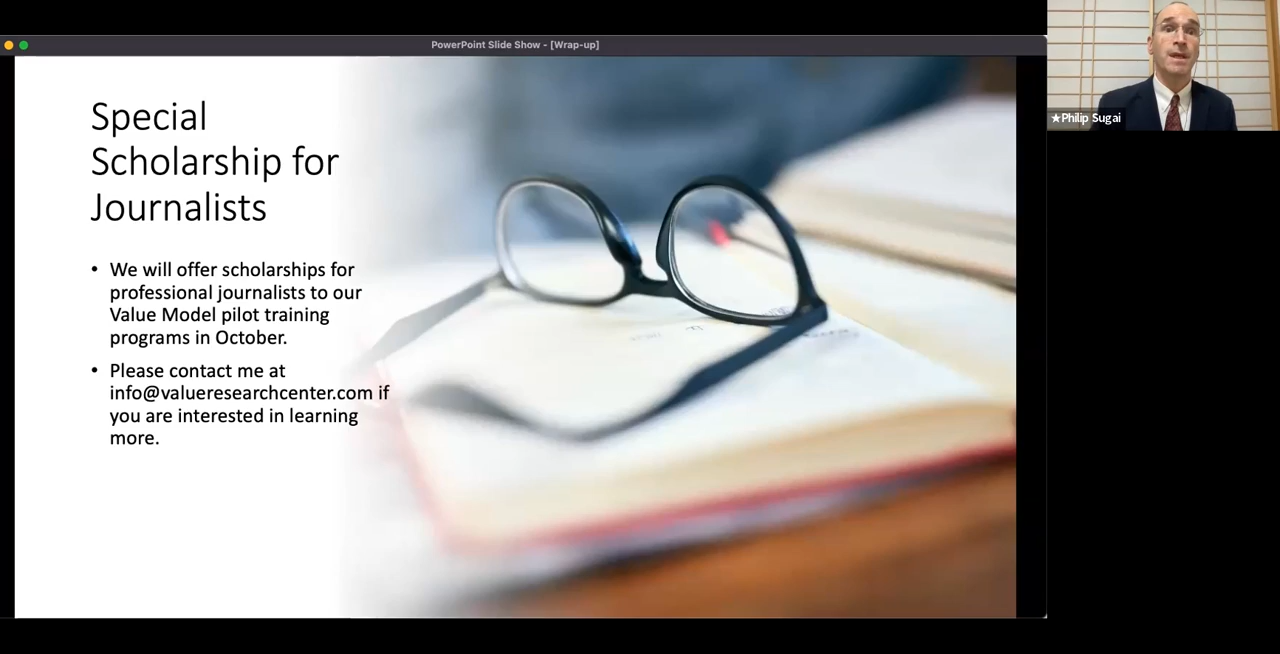 PowerPoint Slide Show - [Wrap-up]
Special
Scholarship for
Journalists
• We will offer scholarships for
professional journalists to our
Value Model pilot training
programs in October.
• Please contact me at
info@valueresearchcenter.com if
you are interested in learning
more.
★Philip Sugai